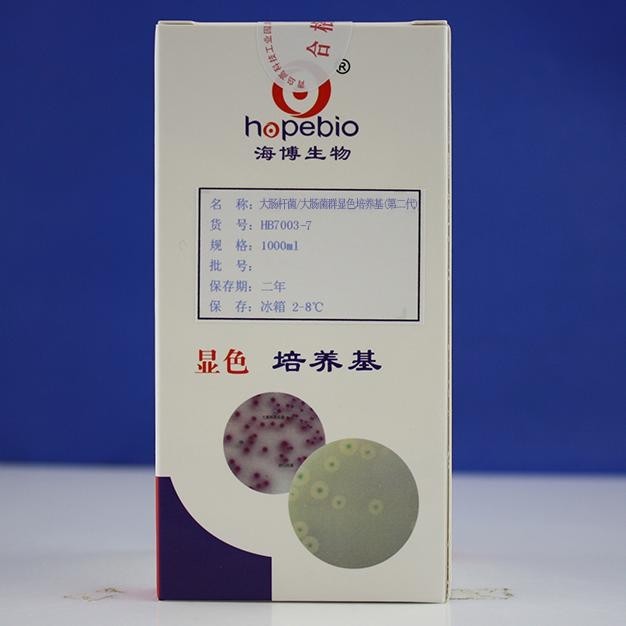 合格
®
hopebio
海博生物
名 称：大肠杆菌/大肠菌群显色培养基(第二代)
货 号：HB7003-7
规 格：1000ml
批 号：
保存期：二年
保 存：冰箱 2-8℃
显色 培养基